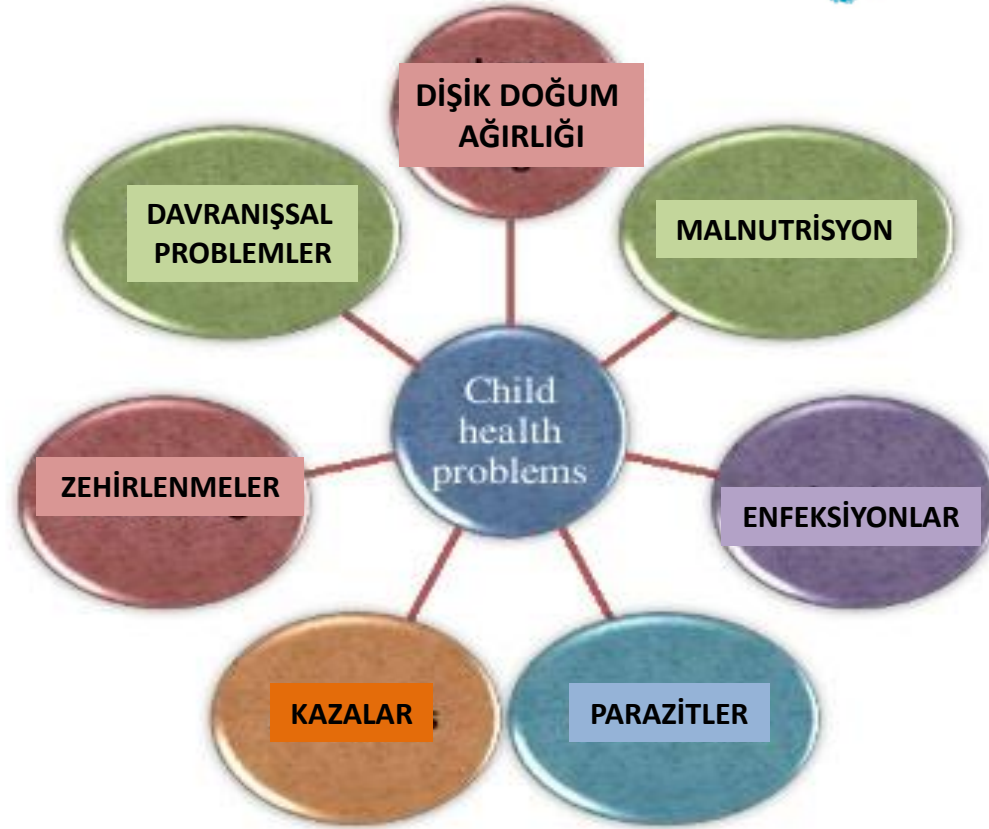 DİŞİK DOĞUM
AĞIRLIĞI
DAVRANIŞSAL
PROBLEMLER
MALNUTRİSYON
Child
health
problems
ZEHİRLENMELER
ENFEKSİYONLAR
KAZALAR
PARAZİTLER